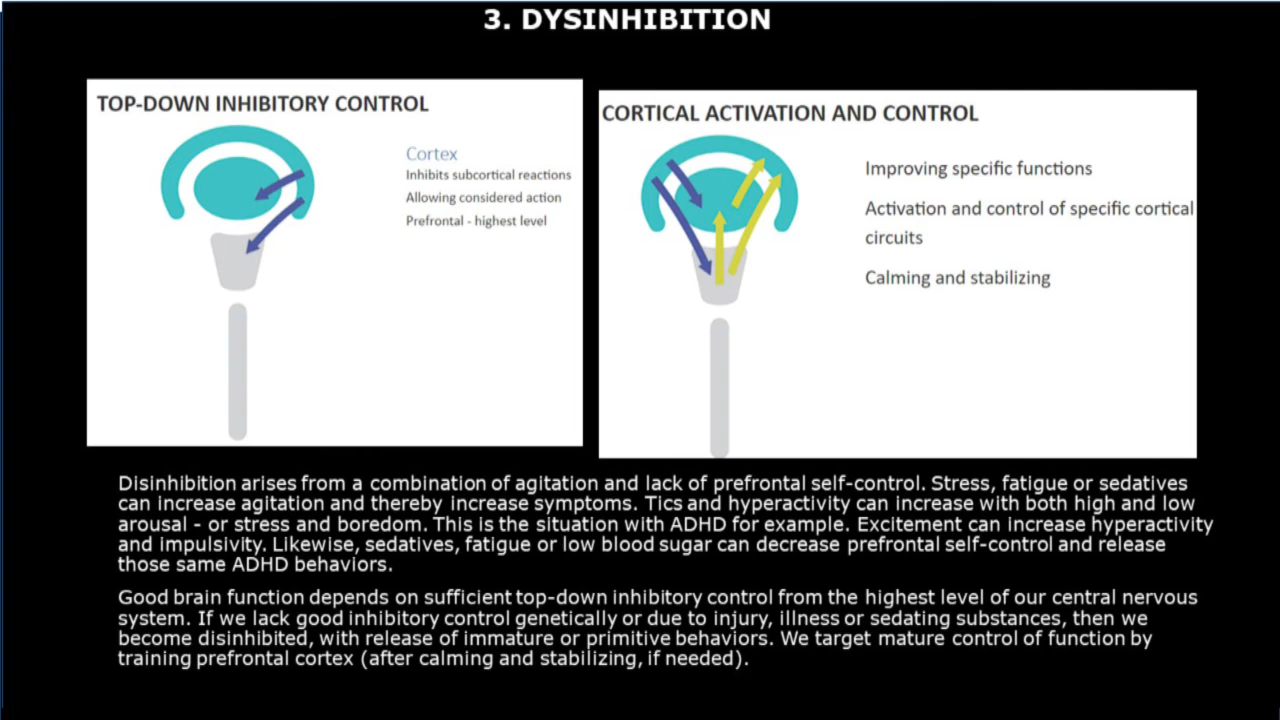 3. DYSINHIBITION
TOP-DOWN INHIBITORY CONTROL
Cortex
Inhibits subcortical reactions
Allowing considered action
Prefrontal - highest level
CORTICAL ACTIVATION AND CONTROL
Improving specific functions
Activation and control of specific cortical
circuits
Calming and stabilizing
Disinhibition arises from a combination of agitation and lack of prefrontal self-control. Stress, fatigue or sedatives
can increase agitation and thereby increase symptoms. Tics and hyperactivity can increase with both high and low
arousal - or stress and boredom. This is the situation with ADHD for example. Excitement can increase hyperactivity
and impulsivity. Likewise, sedatives, fatigue or low blood sugar can decrease prefrontal self-control and release
those same ADHD behaviors.
Good brain function depends on sufficient top-down inhibitory control from the highest level of our central nervous
system. If we lack good inhibitory control genetically or due to injury, illness or sedating substances, then we
become disinhibited, with release of immature or primitive behaviors. We target mature control of function by
training prefrontal cortex (after calming and stabilizing, if needed).